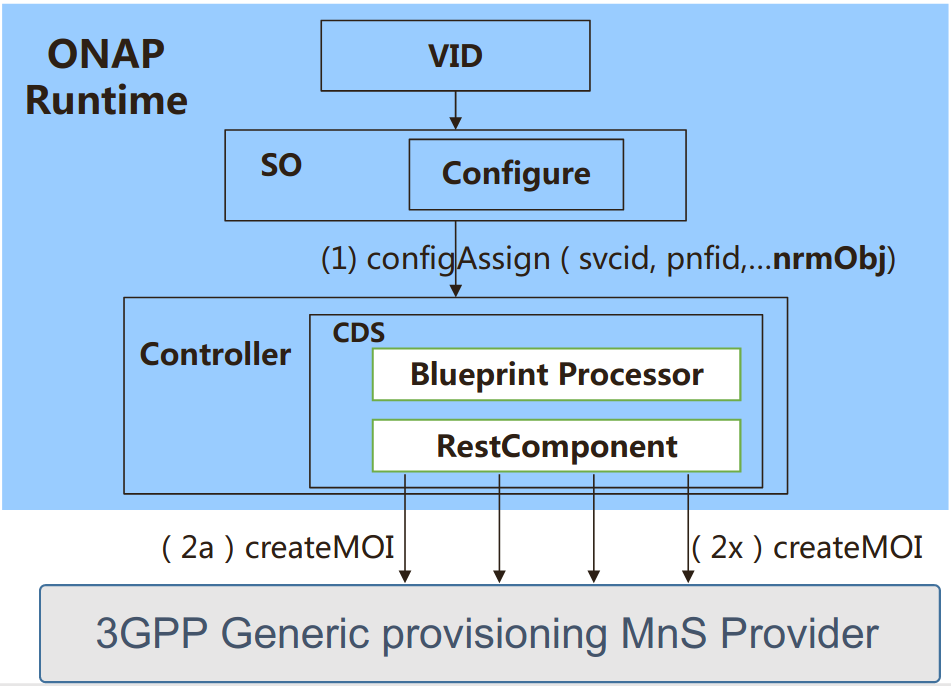 ONAP
Runtime
VID
SO
Configure
(1) configAssign ( svcid, pnfid,...nrmObj)
Controller
CDS
Blueprint Processor
RestComponent
( 2a ) createMOI
( 2x ) createMOI
3GPP Generic provisioning MnS Provider